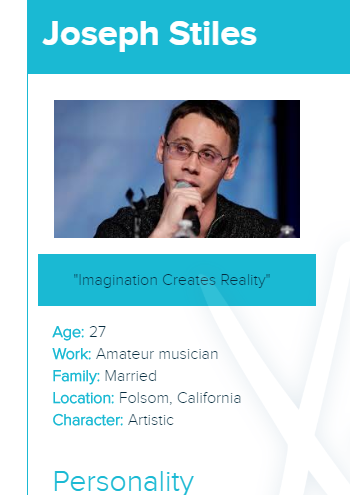 Joseph Stiles
"Imagination Creates Reality"
Age: 27
Work: Amateur musician
Family: Married
Location: Folsom, California
Character: Artistic
Personality